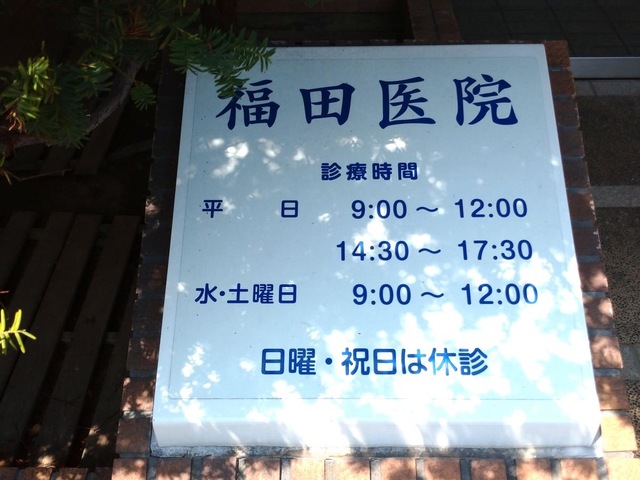 福田医院
診療時間
平 日 9:00～12:00
14:30～17:30
水・土曜日 9:00～12:00
日曜・祝日は休診